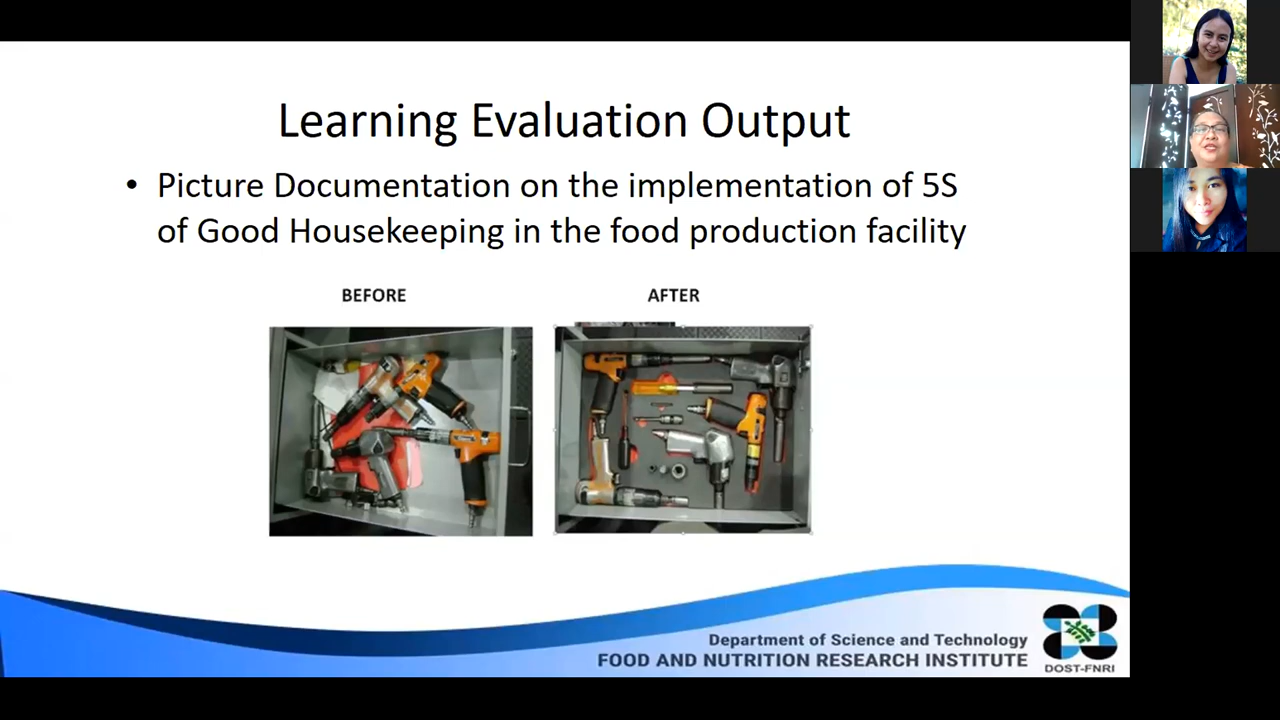 Learning Evaluation Output
• Picture Documentation on the implementation of 5S
of Good Housekeeping in the food production facility
BEFORE
AFTER
Department of Science and Technology
FOOD AND NUTRITION RESEARCH INSTITUTE
DOST-FNRI